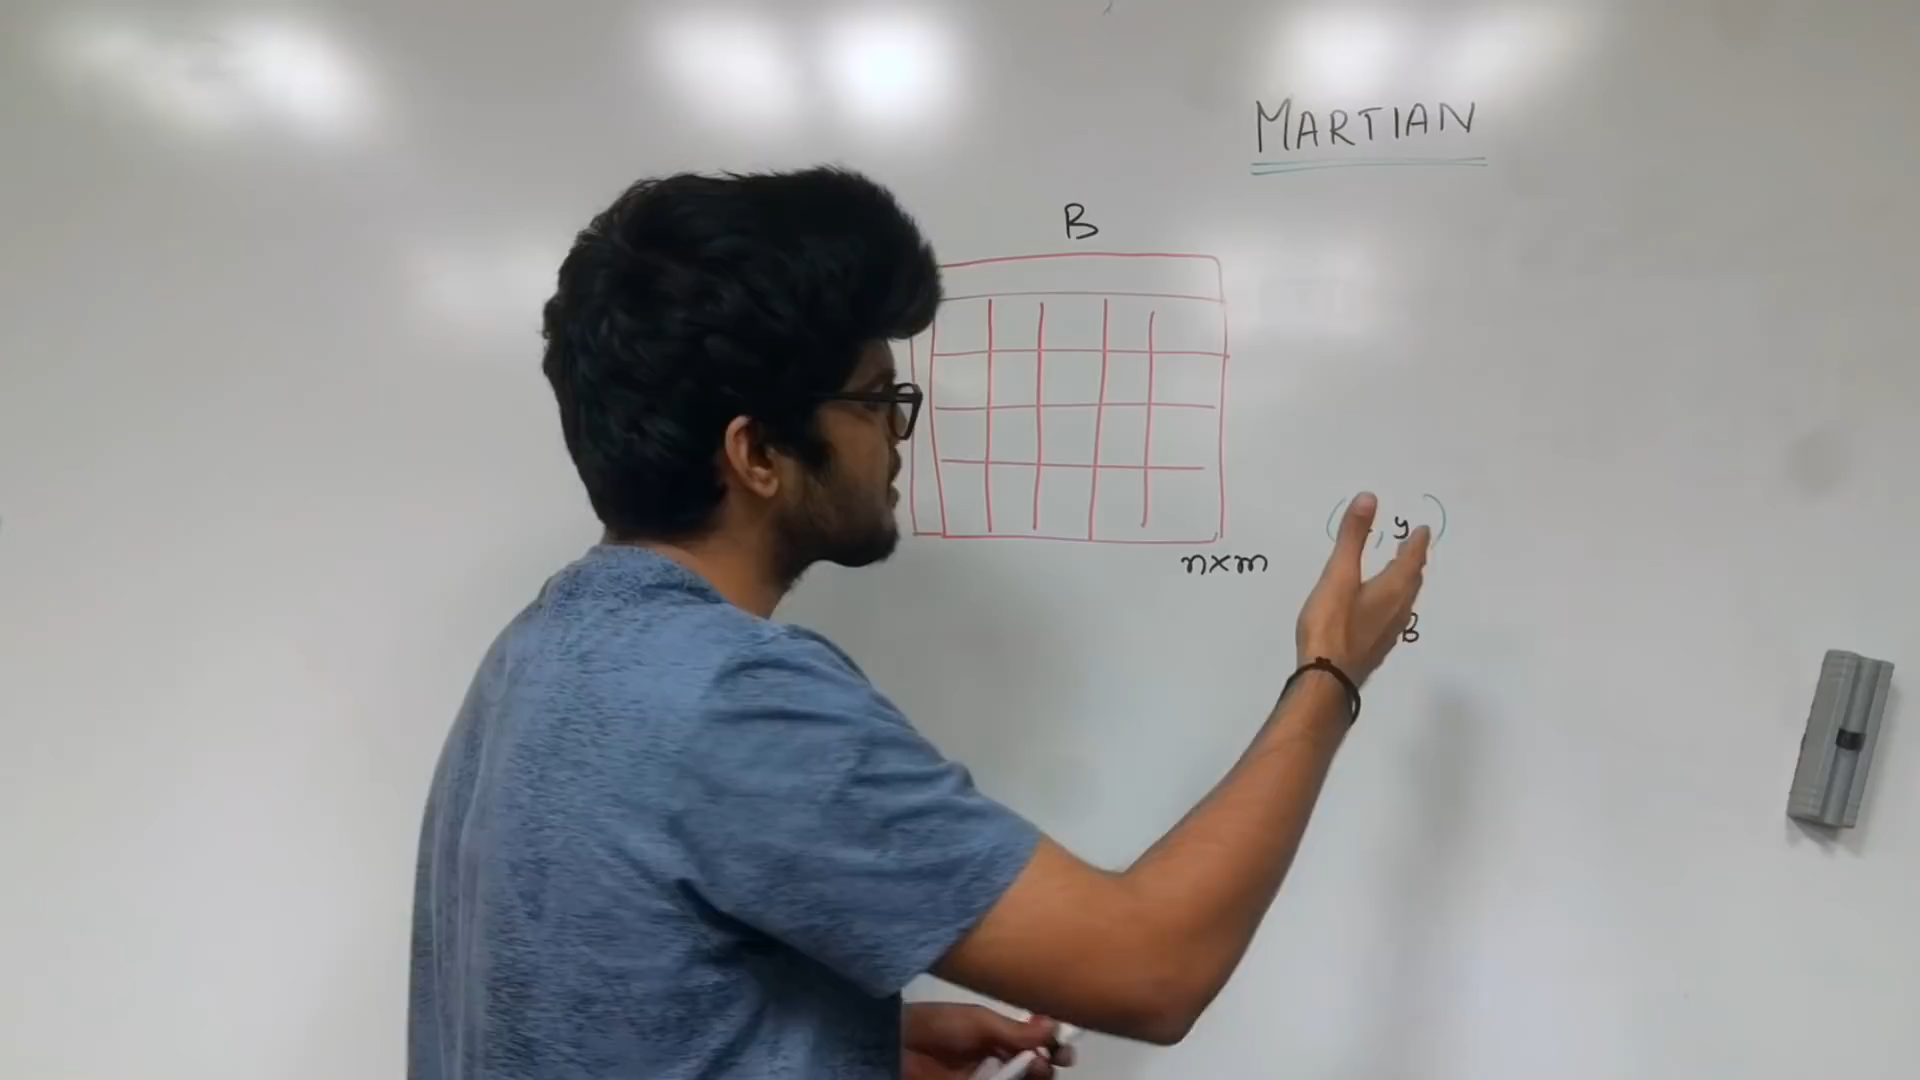 MARTIAN
B
n×m
, y )
B